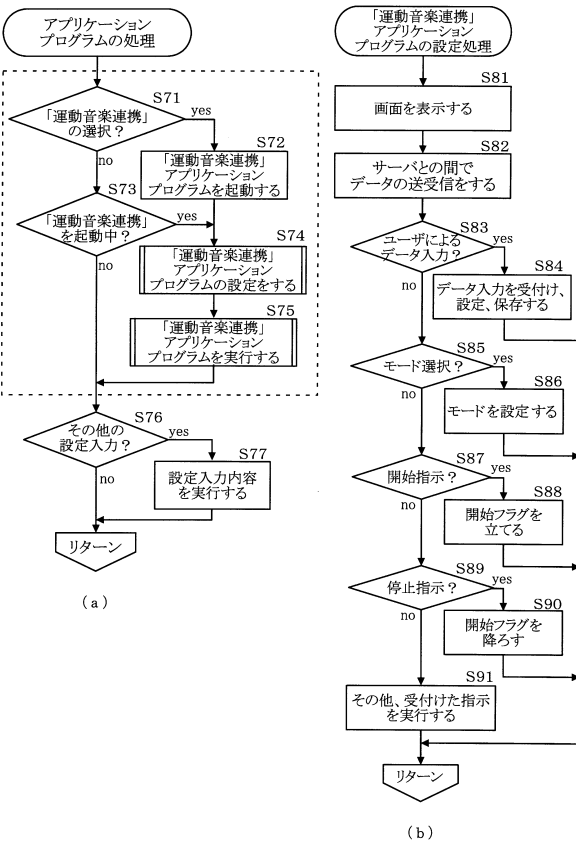 アプリケーション
プログラムの処理
S71
「運動音楽連携」
の選択？
yes
no
S72
「運動音楽連携」
アプリケーション
プログラムを起動する
S73
「運動音楽連携」
を起動中？
yes
no
S74
「運動音楽連携」
アプリケーション
プログラムの設定をする
S75
「運動音楽連携」
アプリケーション
プログラムを実行する
S76
その他の
設定入力？
yes
no
S77
設定入力内容
を実行する
リターン
(a)
「運動音楽連携」
アプリケーション
プログラムの設定処理
S81
画面を表示する
S82
サーバとの間で
データの送受信をする
S83
ユーザによる
データ入力？
yes
no
S84
データ入力を受付け、
設定、保存する
S85
モード選択？
yes
no
S86
モードを設定する
S87
開始指示？
yes
no
S88
開始フラグを
立てる
S89
停止指示？
yes
no
S90
開始フラグを
降ろす
S91
その他、受付けた指示
を実行する
リターン
(b)